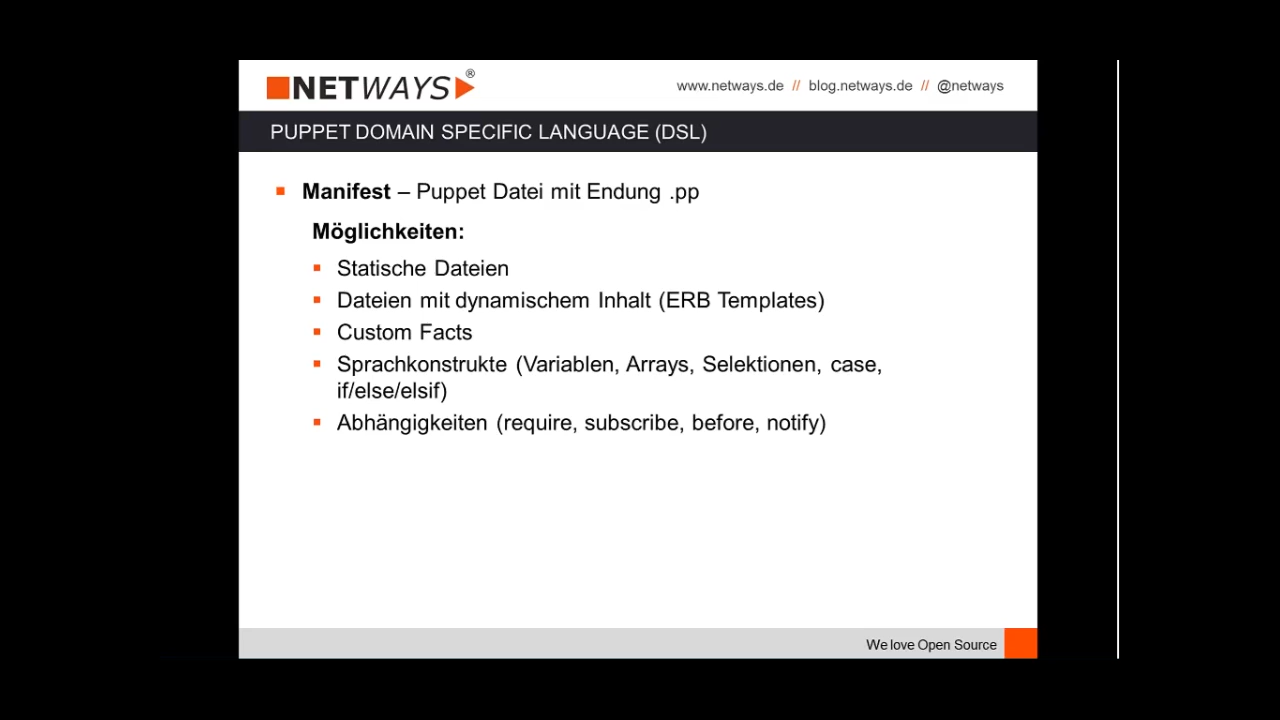 NETWAYS®
www.netways.de // blog.netways.de // @netways
PUPPET DOMAIN SPECIFIC LANGUAGE (DSL)
Manifest – Puppet Datei mit Endung .pp
Möglichkeiten:
Statische Dateien
Dateien mit dynamischem Inhalt (ERB Templates)
Custom Facts
Sprachkonstrukte (Variablen, Arrays, Selektionen, case,
if/else/elsif)
Abhängigkeiten (require, subscribe, before, notify)
We love Open Source